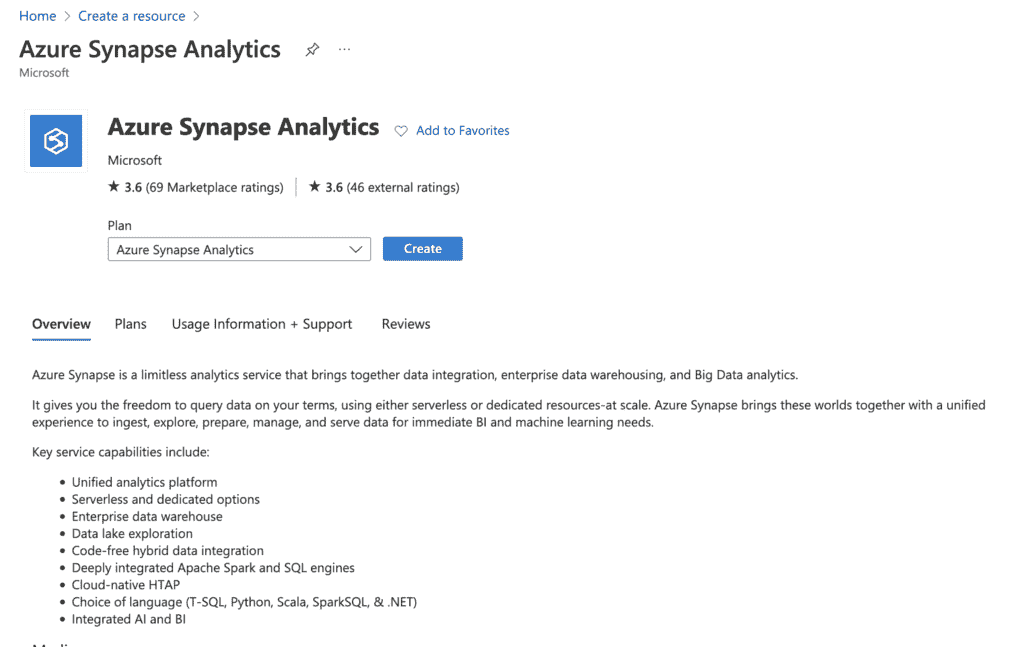 Home > Create a resource >
Azure Synapse Analytics ...
Microsoft
Azure Synapse Analytics Add to Favorites
Microsoft
★ 3.6 (69 Marketplace ratings) | ★ 3.6 (46 external ratings)
Plan
Azure Synapse Analytics Create
Overview Plans Usage Information + Support Reviews
Azure Synapse is a limitless analytics service that brings together data integration, enterprise data warehousing, and Big Data analytics.
It gives you the freedom to query data on your terms, using either serverless or dedicated resources-at scale. Azure Synapse brings these worlds together with a unified
experience to ingest, explore, prepare, manage, and serve data for immediate BI and machine learning needs.
Key service capabilities include:
• Unified analytics platform
• Serverless and dedicated options
• Enterprise data warehouse
• Data lake exploration
• Code-free hybrid data integration
• Deeply integrated Apache Spark and SQL engines
• Cloud-native HTAP
• Choice of language (T-SQL, Python, Scala, SparkSQL, & .NET)
• Integrated AI and BI